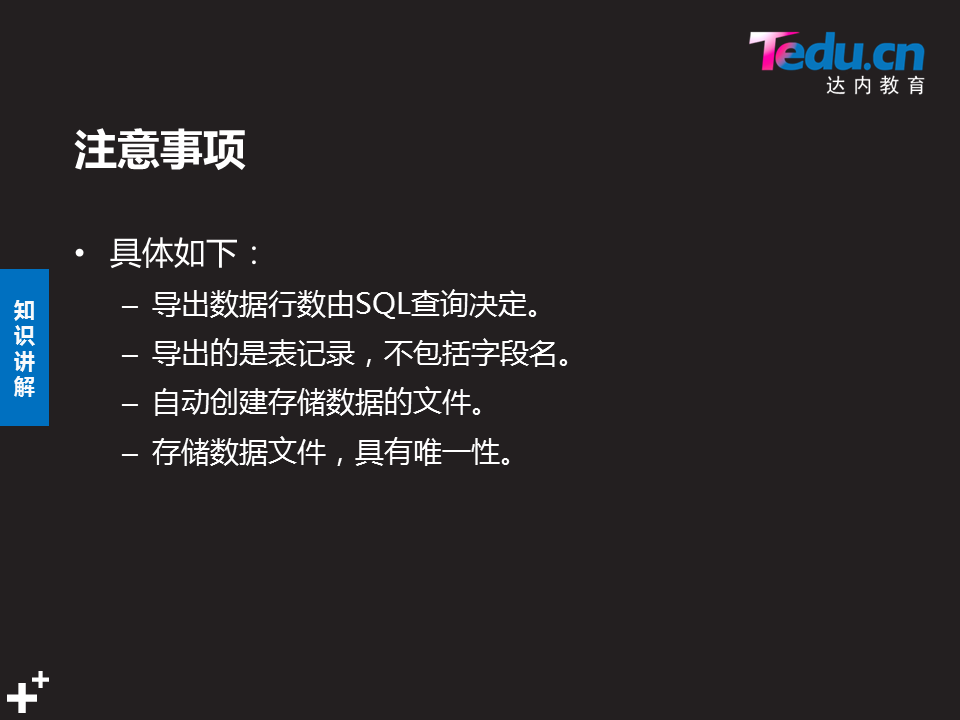 Tedu.cn
达内教育
注意事项
• 具体如下：
– 导出数据行数由SQL查询决定。
– 导出的是表记录，不包括字段名。
– 自动创建存储数据的文件。
– 存储数据文件，具有唯一性。
知识讲解